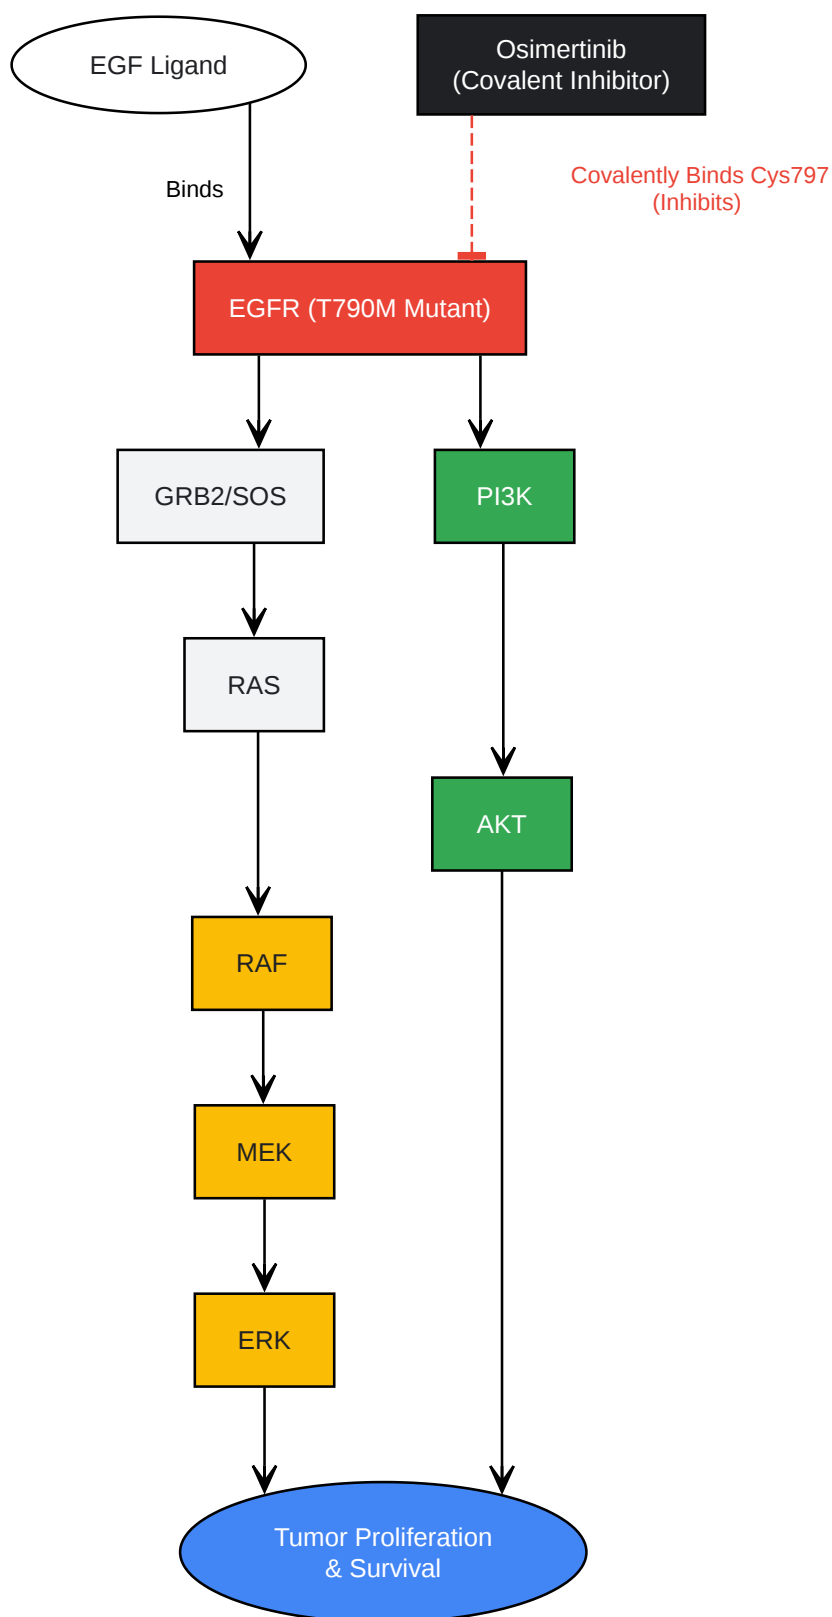 EGF Ligand
Osimertinib
(Covalent Inhibitor)
Binds
Covalently Binds Cys797
(Inhibits)
EGFR (T790M Mutant)
GRB2/SOS
PI3K
RAS
AKT
RAF
MEK
ERK
Tumor Proliferation
& Survival